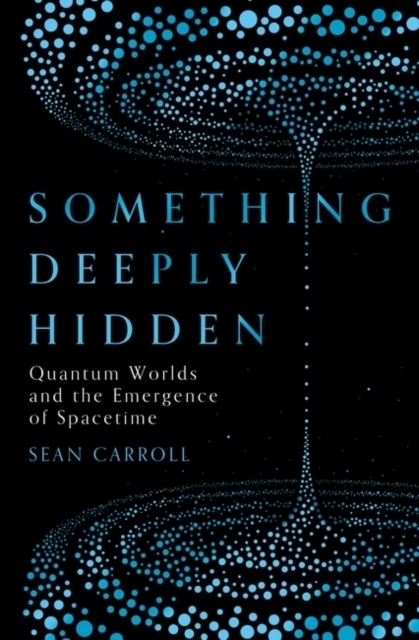 SOMETHING
DEEPLY
HIDDEN
Quantum Worlds
and the Emergence
of Spacetime
SEAN CARROLL